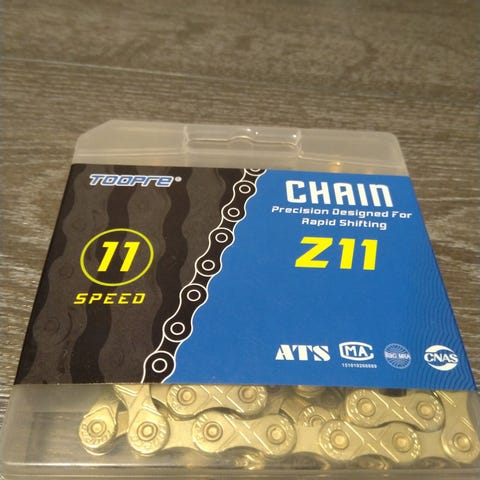 TOOPRE®
CHAIN
Precision Designed For
Rapid Shifting
Z11
11
SPEED
ATS
MA
CNAS